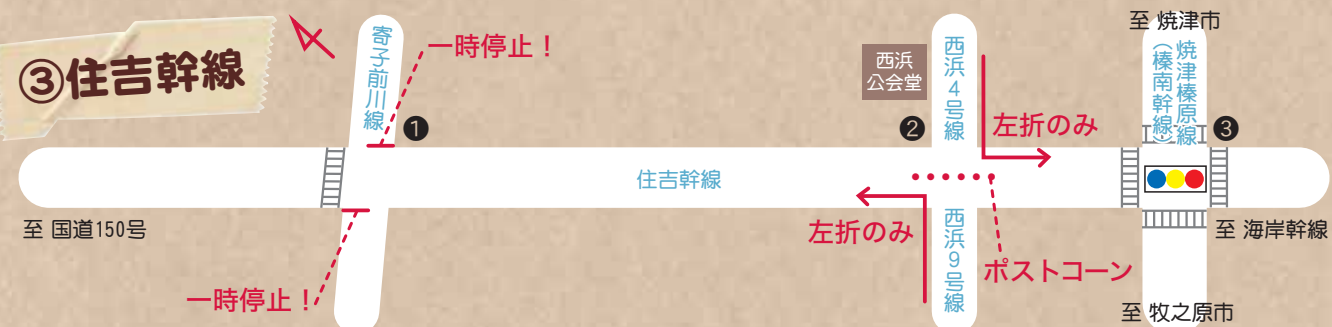 ③住吉幹線
寄子前川線
一時停止！
❶
至 国道150号
一時停止！
住吉幹線
西浜
公会堂
西浜4号線
❷
左折のみ
左折のみ
西浜9号線
ポストコーン
至 焼津市
焼津榛原線
（榛南幹線）
❸
至 海岸幹線
至 牧之原市